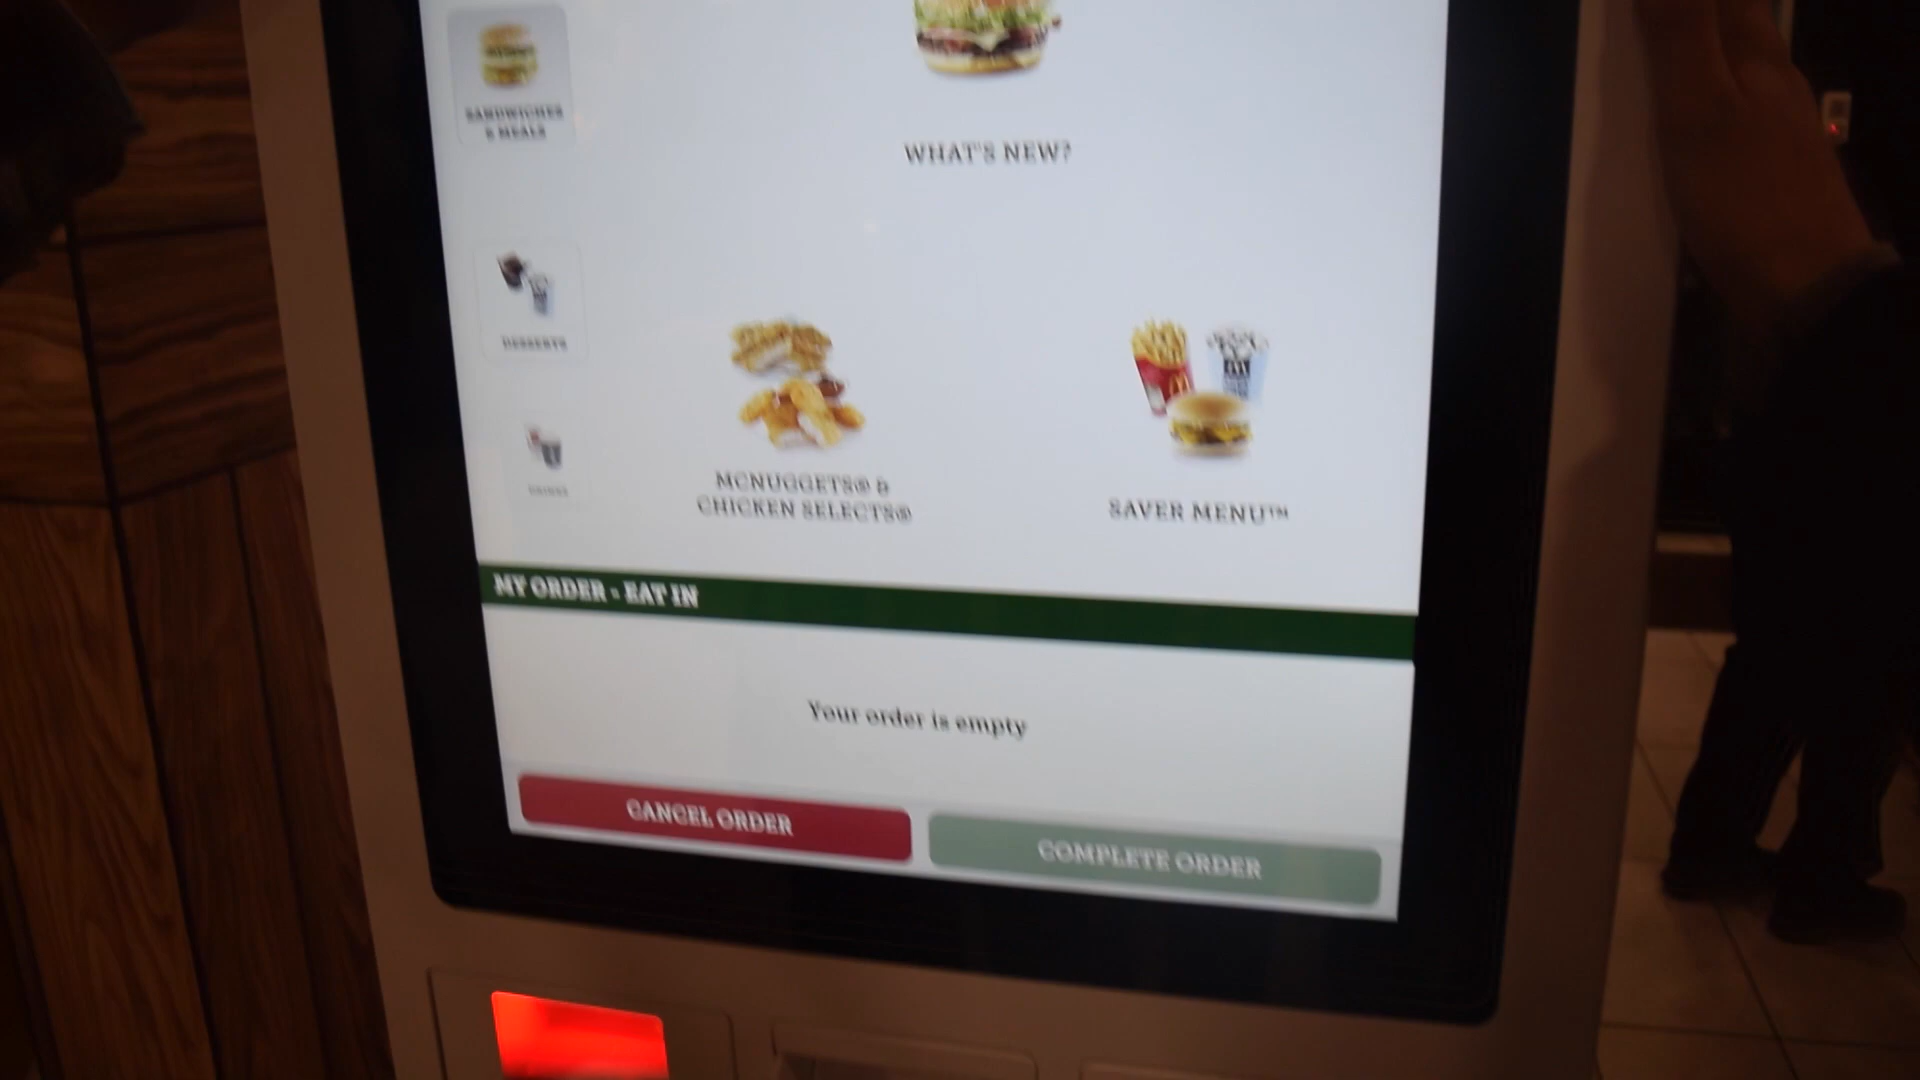 SANDWICHES
& MEALS
WHAT'S NEW?
DESSERTS
DRINKS
MCNUGGETS® &
CHICKEN SELECTS®
SAVER MENU™
MY ORDER - EAT IN
Your order is empty
CANCEL ORDER
COMPLETE ORDER